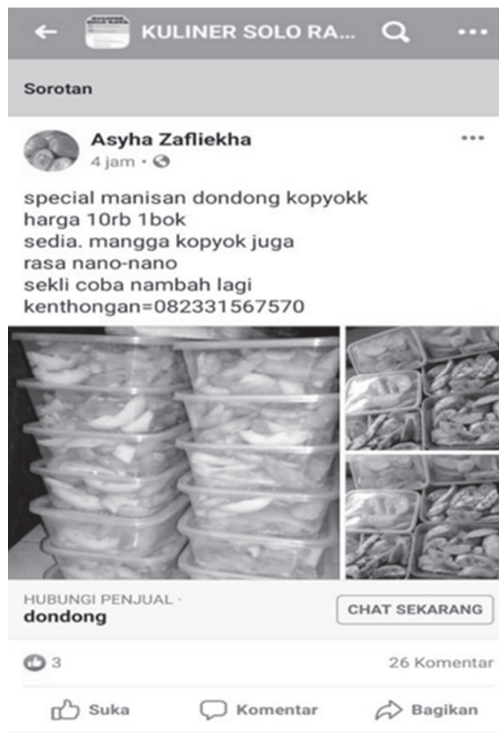 KULINER SOLO RA...
Sorotan
Asyha Zafliekha
4 jam ·
special manisan dondong kopyokk
harga 10rb 1bok
sedia. mangga kopyok juga
rasa nano-nano
sekli coba nambah lagi
kenthongan=082331567570
HUBUNGI PENJUAL ·
dondong
CHAT SEKARANG
3
26 Komentar
Suka
Komentar
Bagikan